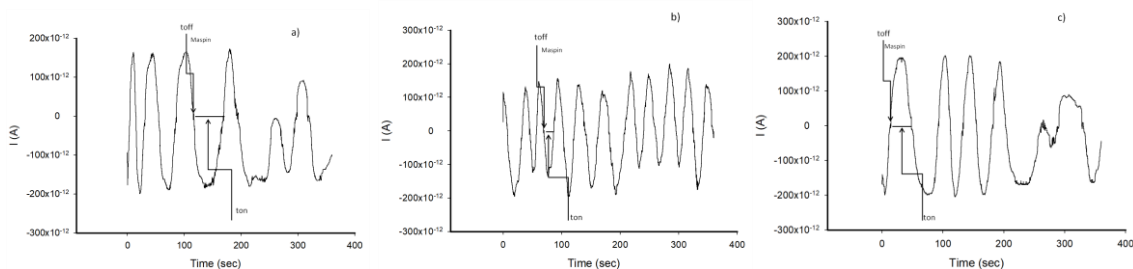 a)
toff
Maspin
ton
I (A)
200x10-12
100x10-12
0
-100x10-12
-200x10-12
-300x10-12
0
100
200
300
400
Time (sec)
b)
toff
Maspin
ton
I (A)
300x10-12
200x10-12
100x10-12
0
-100x10-12
-200x10-12
-300x10-12
0
100
200
300
400
Time (sec)
c)
toff
Maspin
ton
I (A)
300x10-12
200x10-12
100x10-12
0
-100x10-12
-200x10-12
-300x10-12
0
100
200
300
400
Time (sec)